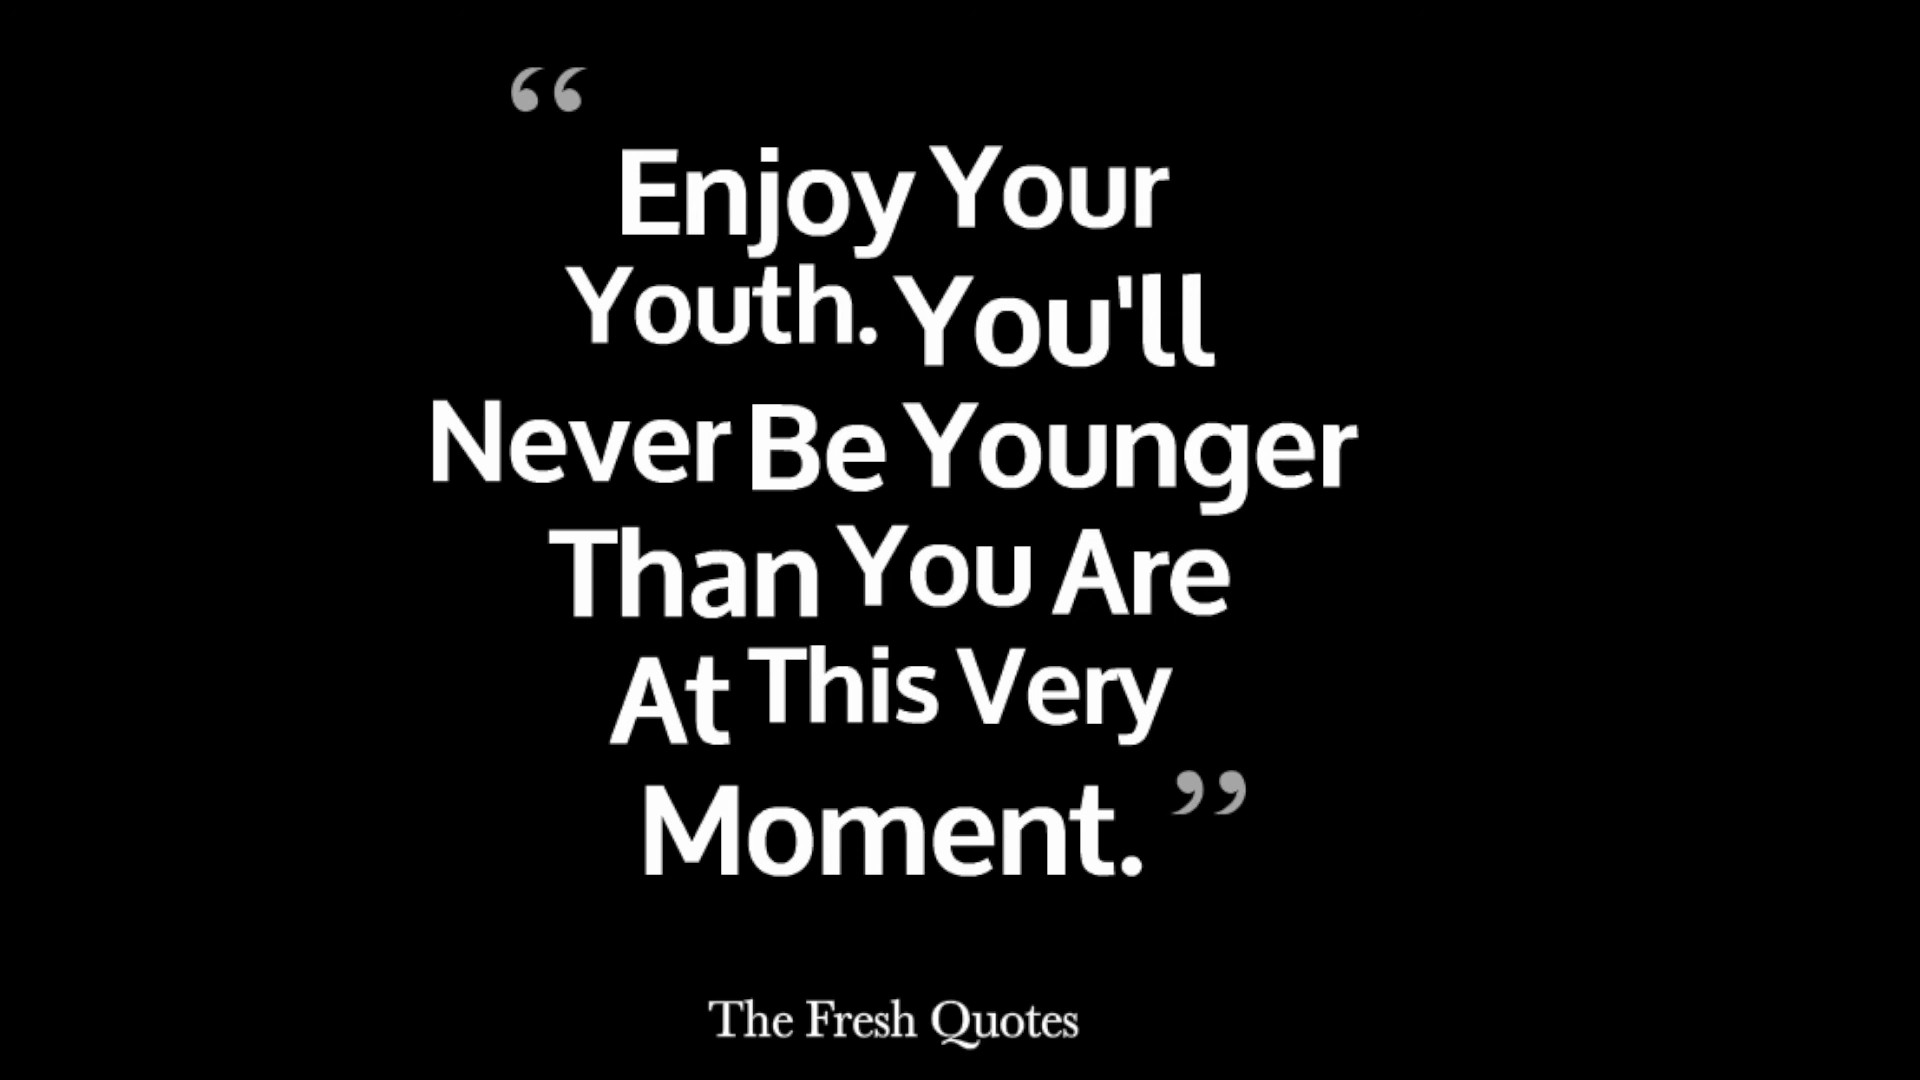 “
Enjoy Your
Youth. You'll
Never Be Younger
Than You Are
At This Very
Moment. ”
The Fresh Quotes